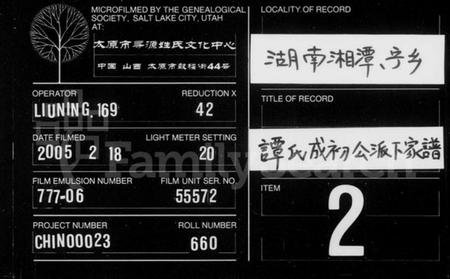 MICROFILMED BY THE GENEALOGICAL
SOCIETY, SALT LAKE CITY, UTAH
AT:
太原市寻源姓氏文化中心
中國 山西 太原市敦福街44号
OPERATOR
REDUCTION X
LIUNING, 169
42
DATE FILMED
LIGHT METER SETTING
2005 2 18
20
FILM EMULSION NUMBER
FILM UNIT SER. NO.
777-06
55572
PROJECT NUMBER
ROLL NUMBER
CHIN00023
660
LOCALITY OF RECORD
湖南湘潭、宁乡
TITLE OF RECORD
譚氏成初公派下家譜
ITEM
2
FamilySearch